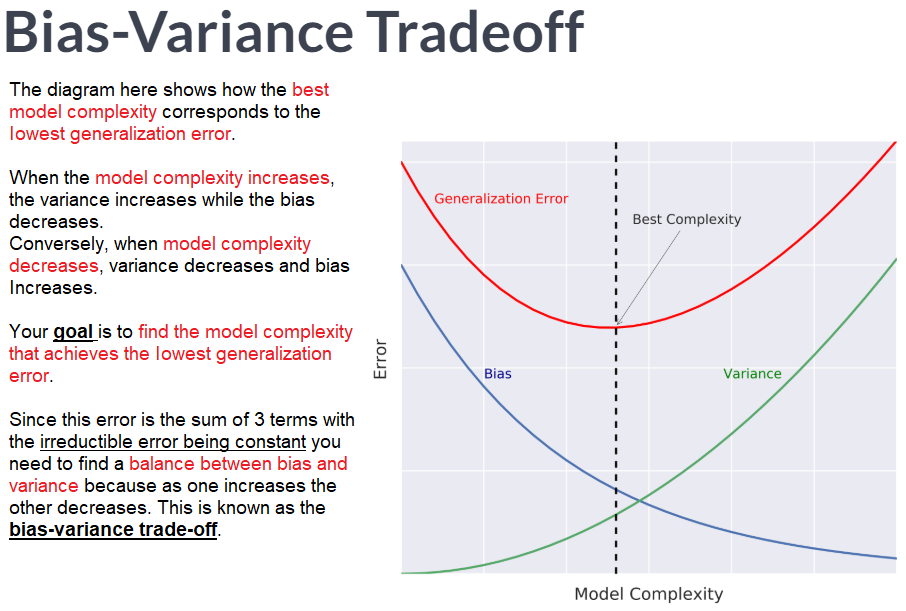 Bias-Variance Tradeoff
The diagram here shows how the best
model complexity corresponds to the
lowest generalization error.
When the model complexity increases,
the variance increases while the bias
decreases.
Conversely, when model complexity
decreases, variance decreases and bias
Increases.
Your goal is to find the model complexity
that achieves the lowest generalization
error.
Since this error is the sum of 3 terms with
the irreductible error being constant you
need to find a balance between bias and
variance because as one increases the
other decreases. This is known as the
bias-variance trade-off.
Generalization Error
Best Complexity
Error
Bias
Variance
Model Complexity